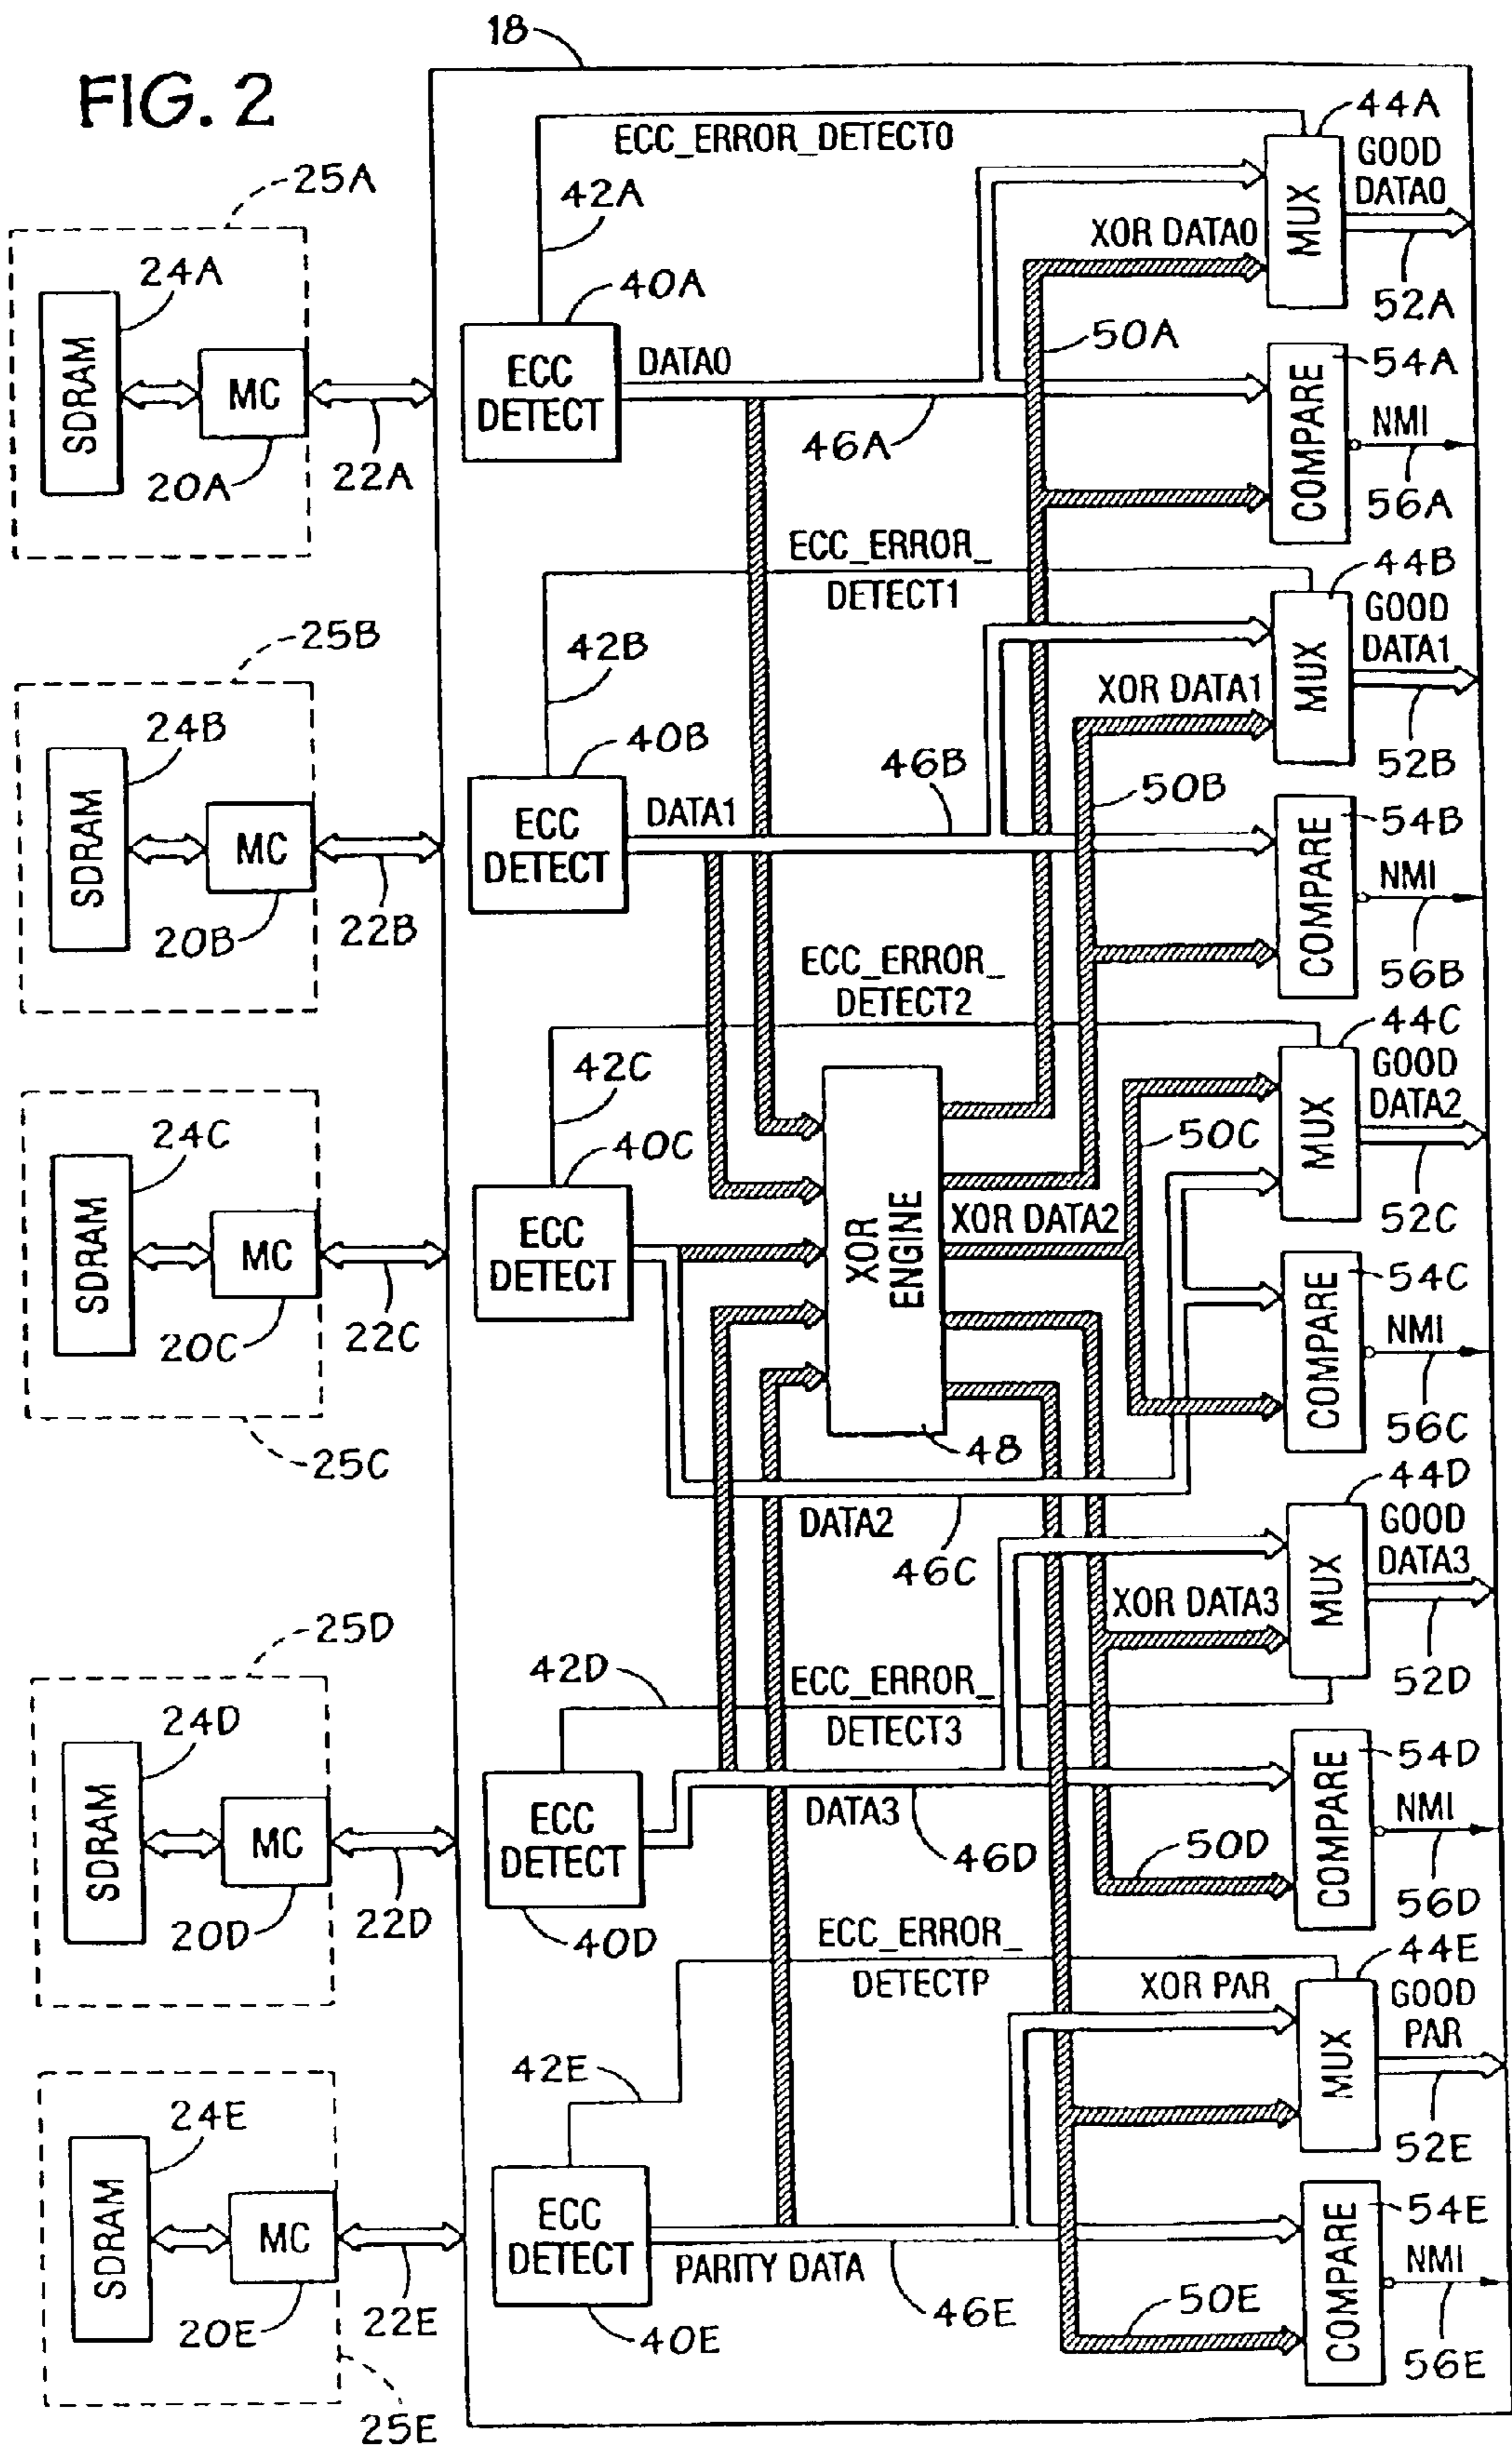 FIG. 2
18
44A
ECC_ERROR_DETECT0
GOOD
DATA0
25A
42A
MUX
XOR DATA0
24A
40A
52A
50A
54A
SDRAM
MC
ECC
DETECT
DATA0
COMPARE
NMI
20A
22A
46A
56A
ECC_ERROR_
DETECT1
44B
GOOD
DATA1
25B
42B
MUX
XOR DATA1
24B
40B
46B
50B
52B
54B
SDRAM
MC
ECC
DETECT
DATA1
COMPARE
NMI
20B
22B
56B
ECC_ERROR_
DETECT2
44C
GOOD
DATA2
42C
50C
MUX
24C
40C
52C
SDRAM
MC
ECC
DETECT
XOR
ENGINE
XOR DATA2
54C
COMPARE
NMI
20C
22C
56C
25C
48
44D
DATA2
46C
GOOD
DATA3
MUX
XOR DATA3
25D
42D
ECC_ERROR_
DETECT3
52D
24D
54D
SDRAM
MC
ECC
DETECT
DATA3
46D
50D
COMPARE
NMI
20D
22D
40D
56D
ECC_ERROR_
DETECTP
44E
XOR PAR
GOOD
PAR
MUX
42E
24E
52E
SDRAM
MC
ECC
DETECT
PARITY DATA
54E
COMPARE
NMI
20E
22E
40E
46E
50E
56E
25E